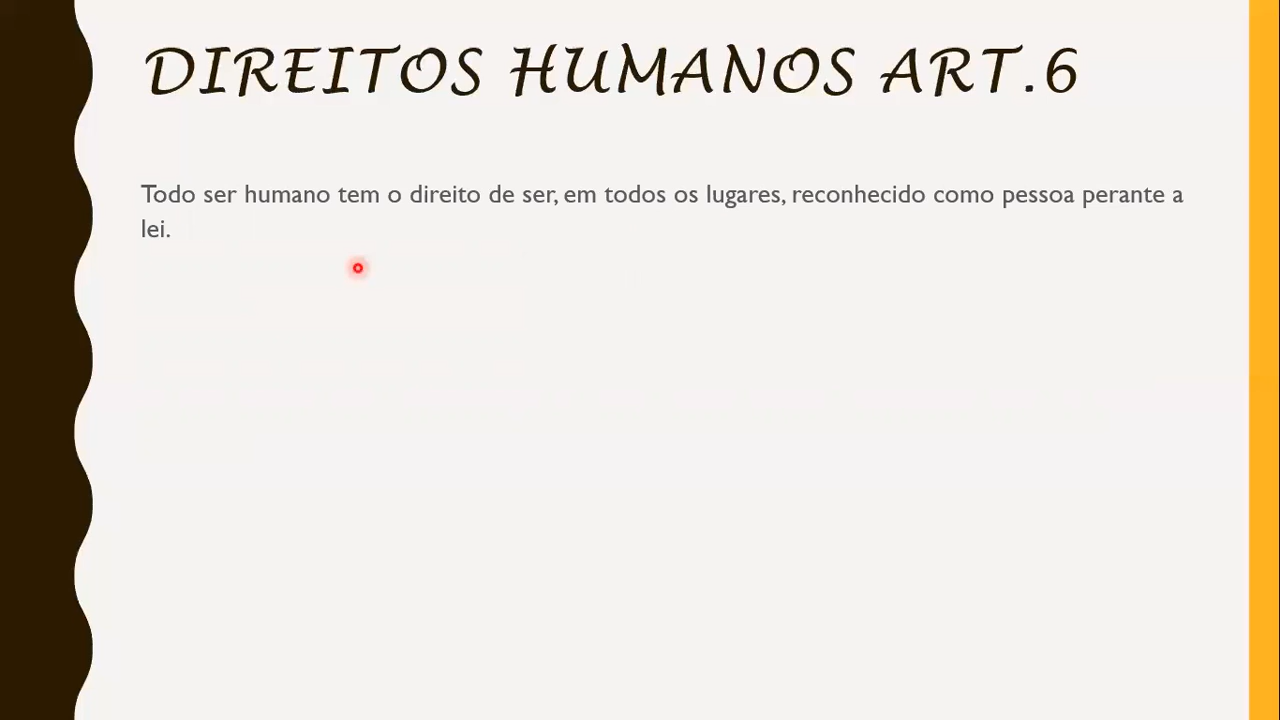 DIREITOS HUMANOS ART.6
Todo ser humano tem o direito de ser, em todos os lugares, reconhecido como pessoa perante a
lei.